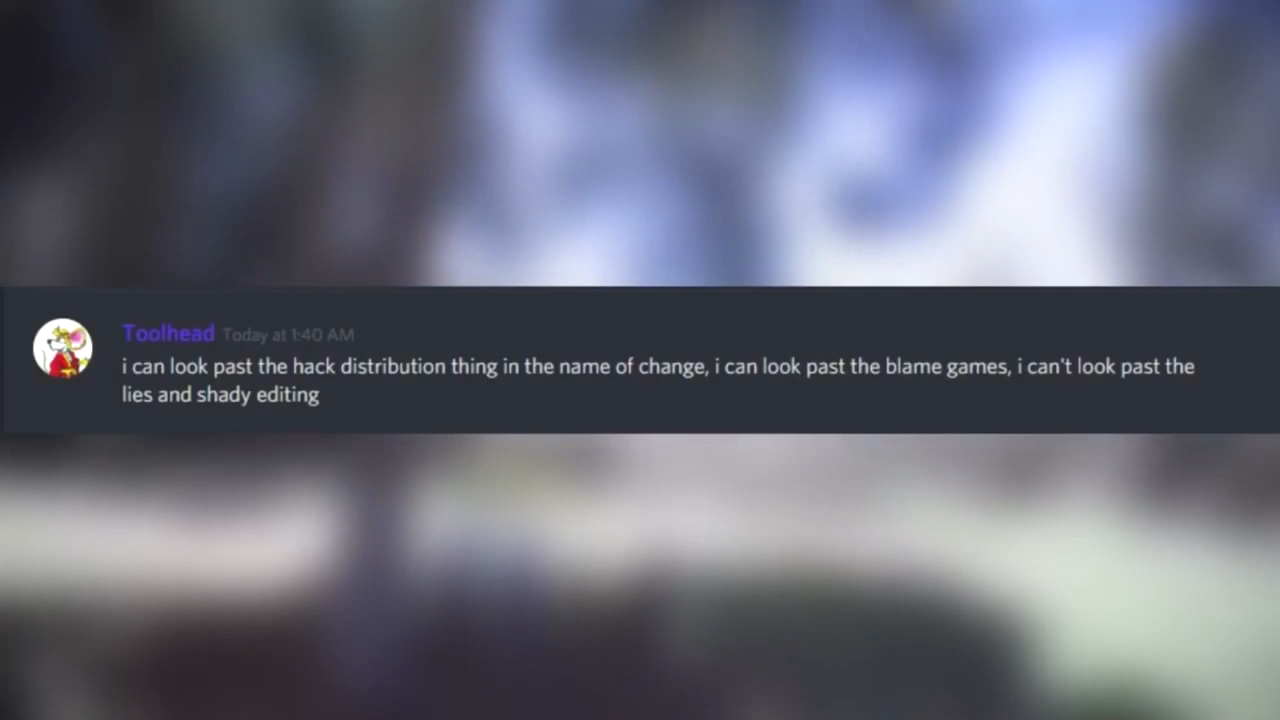 Toolhead Today at 1:40 AM
i can look past the hack distribution thing in the name of change, i can look past the blame games, i can't look past the
lies and shady editing